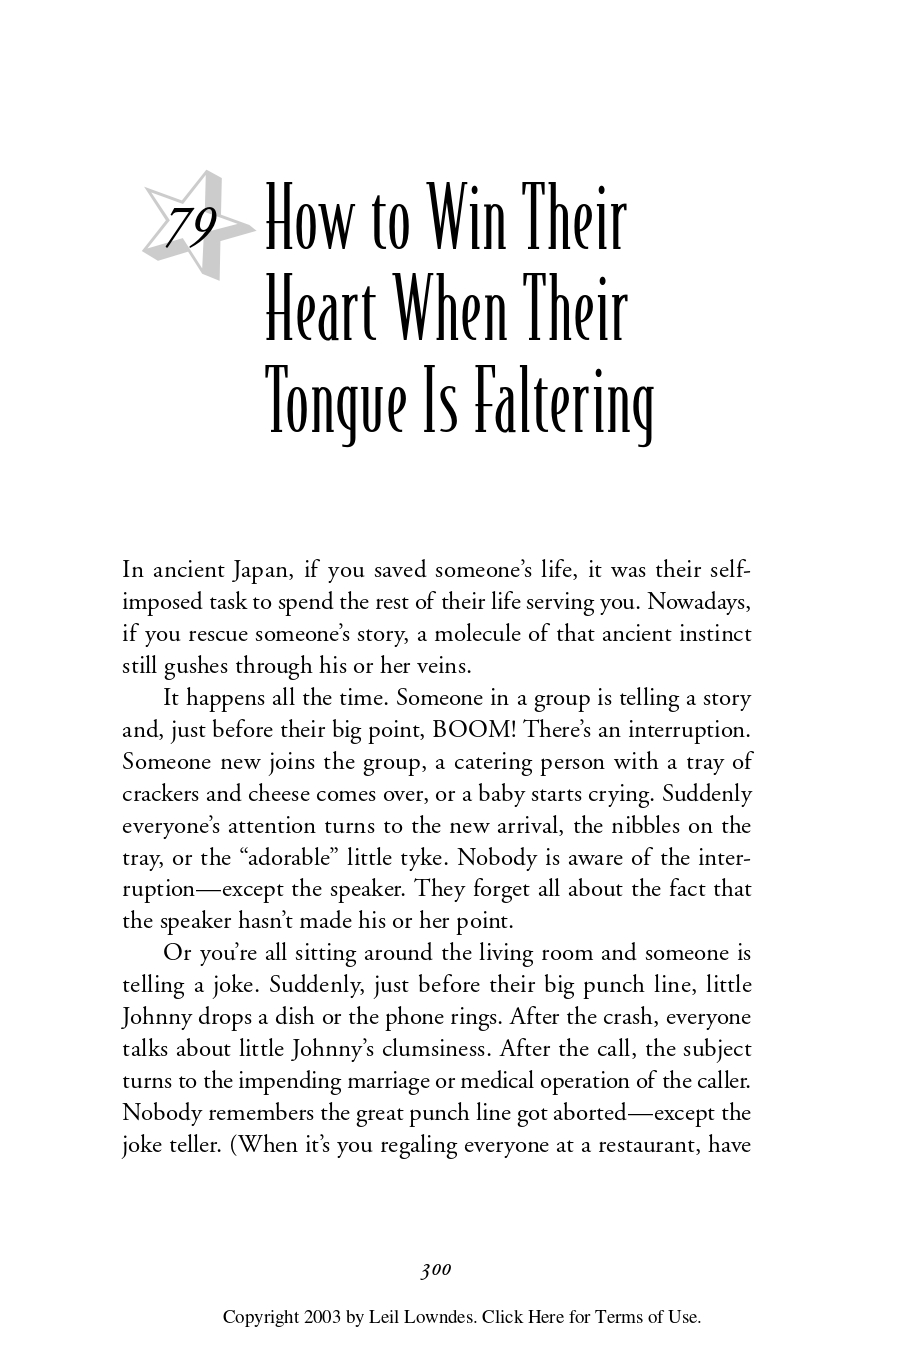 79
How to Win Their
Heart When Their
Tongue Is Faltering
In ancient Japan, if you saved someone’s life, it was their self-
imposed task to spend the rest of their life serving you. Nowadays,
if you rescue someone’s story, a molecule of that ancient instinct
still gushes through his or her veins.
It happens all the time. Someone in a group is telling a story
and, just before their big point, BOOM! There’s an interruption.
Someone new joins the group, a catering person with a tray of
crackers and cheese comes over, or a baby starts crying. Suddenly
everyone’s attention turns to the new arrival, the nibbles on the
tray, or the “adorable” little tyke. Nobody is aware of the inter-
ruption—except the speaker. They forget all about the fact that
the speaker hasn’t made his or her point.
Or you’re all sitting around the living room and someone is
telling a joke. Suddenly, just before their big punch line, little
Johnny drops a dish or the phone rings. After the crash, everyone
talks about little Johnny’s clumsiness. After the call, the subject
turns to the impending marriage or medical operation of the caller.
Nobody remembers the great punch line got aborted—except the
joke teller. (When it’s you regaling everyone at a restaurant, have
300
Copyright 2003 by Leil Lowndes. Click Here for Terms of Use.